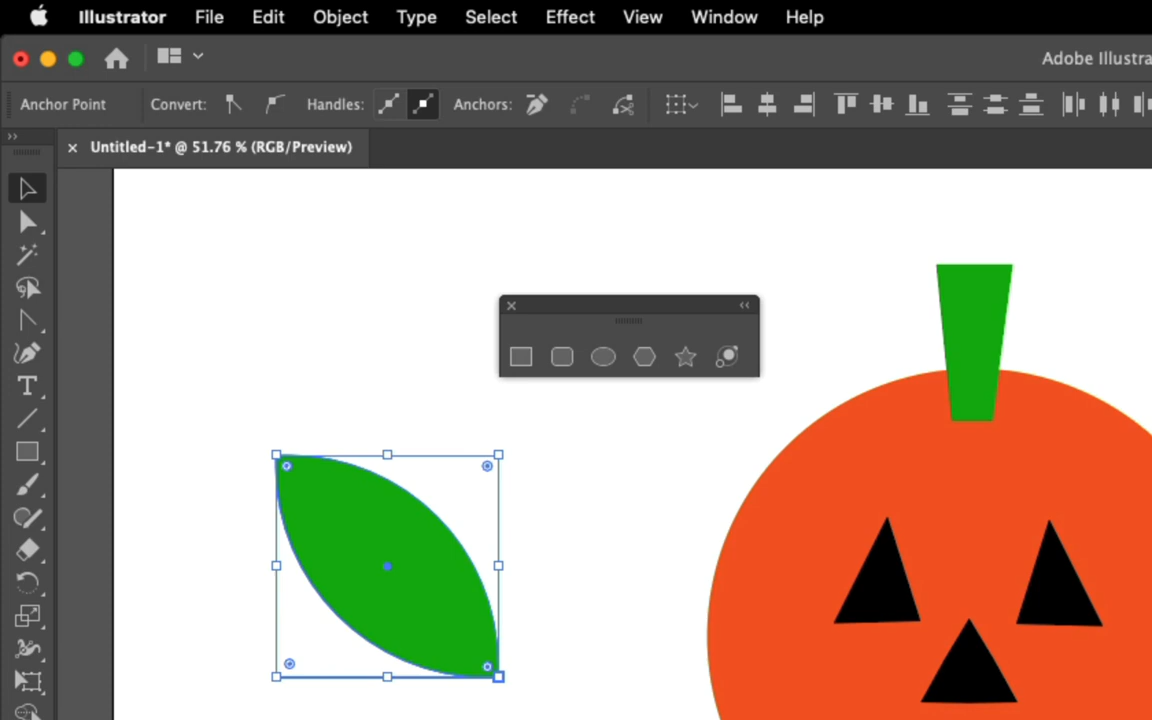 Illustrator File Edit Object Type Select Effect View Window Help
Adobe Illustra
Anchor Point Convert: Handles: Anchors:
Untitled-1* @ 51.76 % (RGB/Preview)